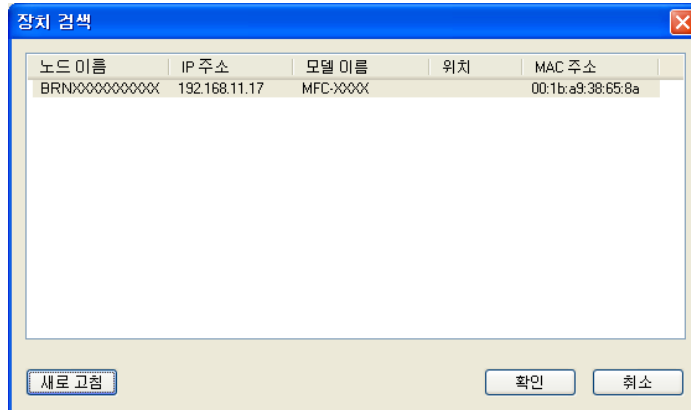 장치 검색
노드 이름 IP 주소 모델 이름 위치 MAC 주소
BRNXXXXXXXXXX 192.168.11.17 MFC-XXXX 00:1b:a9:38:65:8a
새로 고침 확인 취소